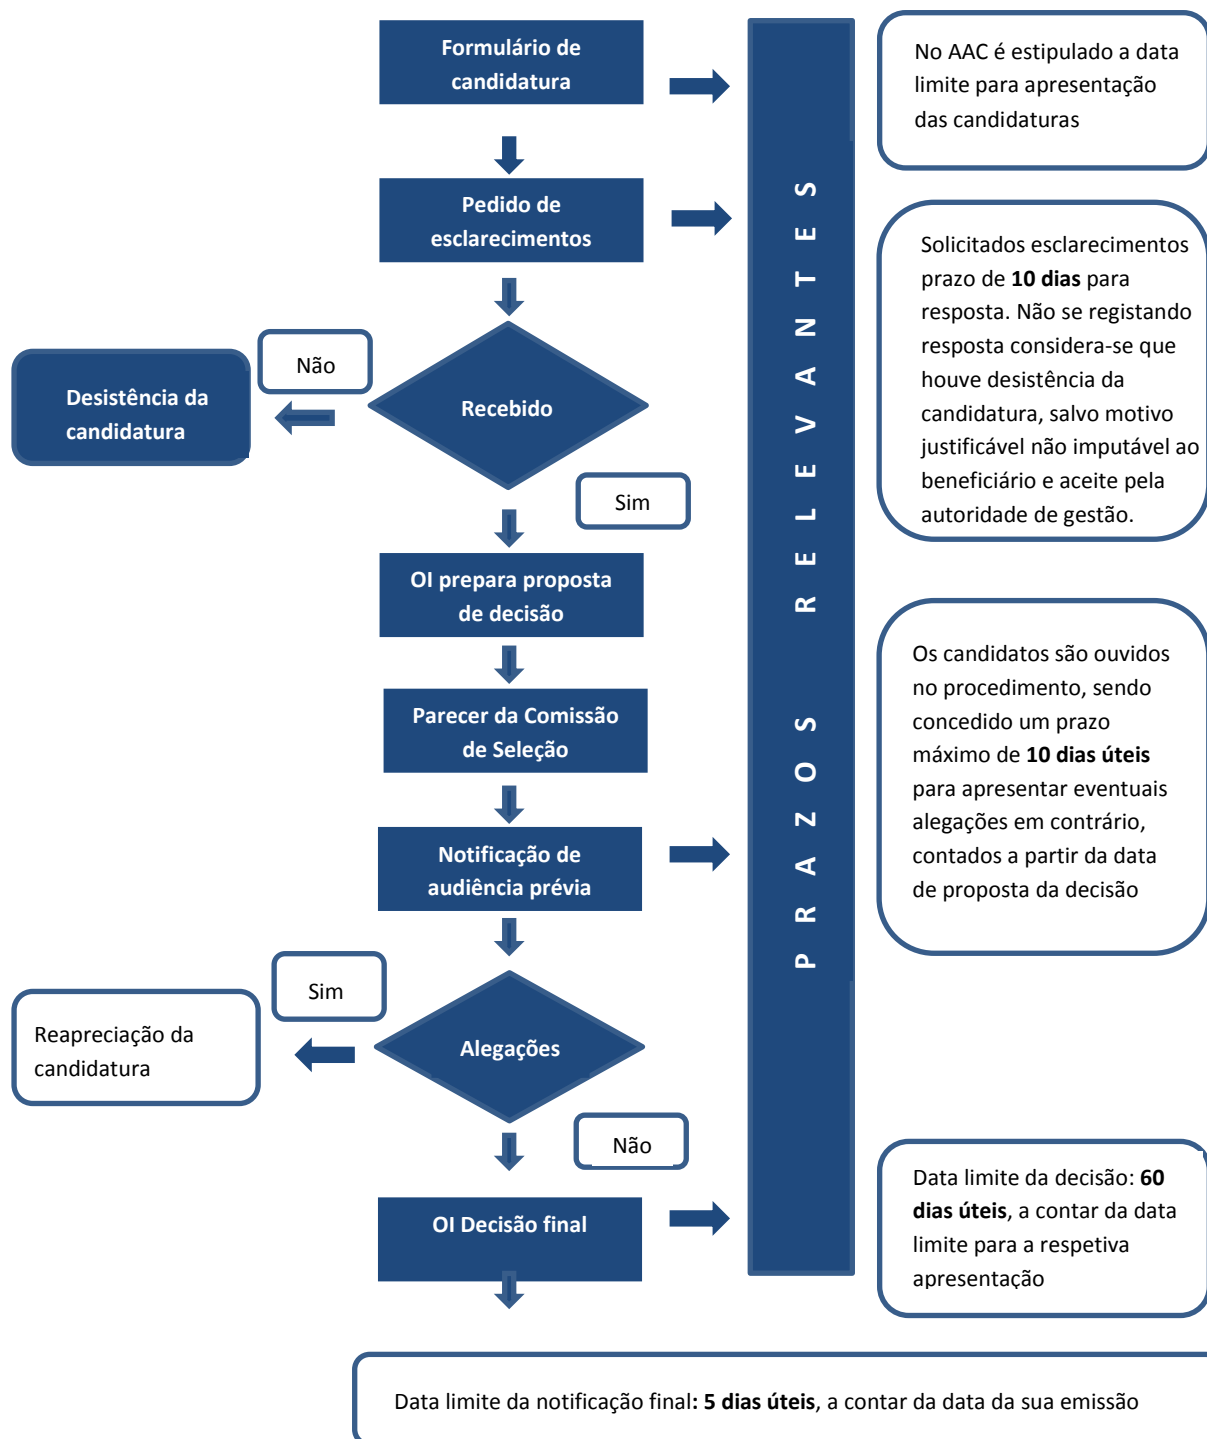 Formulário de
candidatura
No AAC é estipulado a data
limite para apresentação
das candidaturas
Pedido de
esclarecimentos
Solicitados esclarecimentos
prazo de 10 dias para
resposta. Não se registando
resposta considera-se que
houve desistência da
candidatura, salvo motivo
justificável não imputável ao
beneficiário e aceite pela
autoridade de gestão.
Não
Desistência da
candidatura
Recebido
Sim
OI prepara proposta
de decisão
Parecer da Comissão
de Seleção
Os candidatos são ouvidos
no procedimento, sendo
concedido um prazo
máximo de 10 dias úteis
para apresentar eventuais
alegações em contrário,
contados a partir da data
de proposta da decisão
Notificação de
audiência prévia
PRAZOS RELEVANTES
Sim
Reapreciação da
candidatura
Alegações
Não
OI Decisão final
Data limite da decisão: 60
dias úteis, a contar da data
limite para a respetiva
apresentação
Data limite da notificação final: 5 dias úteis, a contar da data da sua emissão